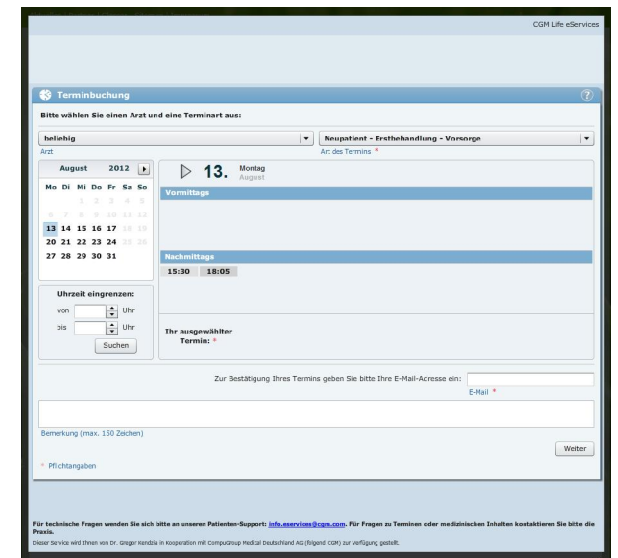 CGM Life eServices
Terminbuchung
?
Bitte wählen Sie einen Arzt und eine Terminart aus:
beliebig
Neupatient - Erstbehandlung - Vorsorge
Arzt
Art des Termins *
August 2012
13. Montag
August
Mo Di Mi Do Fr Sa So
Vormittags
1 2 3 4 5
6 7 8 9 10 11 12
13 14 15 16 17 18 19
20 21 22 23 24 25 26
27 28 29 30 31
Nachmittags
15:30 18:05
Uhrzeit eingrenzen:
von Uhr
bis Uhr
Suchen
Ihr ausgewählter
Termin: *
Zur Bestätigung Ihres Termins geben Sie bitte Ihre E-Mail-Adresse ein:
E-Mail *
Bemerkung (max. 150 Zeichen)
Weiter
* Pflichtangaben
Für technische Fragen wenden Sie sich bitte an unserer Patienten-Support: info.eservices@cgm.com. Für Fragen zu Terminen oder medizinischen Inhalten kontaktieren Sie bitte die
Praxis.
Dieser Service wird Ihnen von Dr. Gregor Kendzia in Kooperation mit CompuGroup Medical Deutschland AG (folgend CGM) zur Verfügung gestellt.